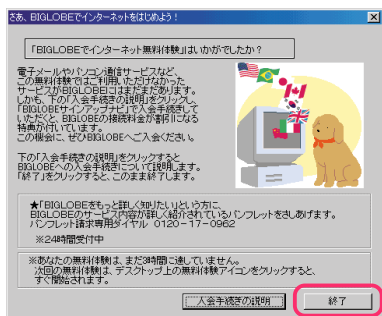 さあ、BIGLOBEでインターネットをはじめよう!
「BIGLOBEでインターネット無料体験」はいかがでしたか?
電子メールやパソコン通信サービスなど、
この無料体験ではご利用いただけなかった
サービスがBIGLOBEにはまだまだあります。
しかも、下の「入会手続きの説明」をクリックし、
「BIGLOBEサインアップナビ」で入会手続きして
いただくと、BIGLOBEの接続料金が割引になる
特典が付いています。
この機会に、ぜひBIGLOBEへご入会ください。
下の「入会手続きの説明」をクリックすると
BIGLOBEへの入会手続きについて説明します。
「終了」をクリックすると、このまま終了します。
★「BIGLOBEをもっと詳しく知りたい」という方に、
BIGLOBEのサービス内容が詳しく紹介されているパンフレットをさしあげます。
パンフレット請求専用ダイヤル 0120-17-0962
※24時間受付中
※あなたの無料体験は、まだ3時間に達していません。
次回の無料体験は、デスクトップ上の無料体験アイコンをクリックすると、
すぐ開始されます。
入会手続きの説明
終了